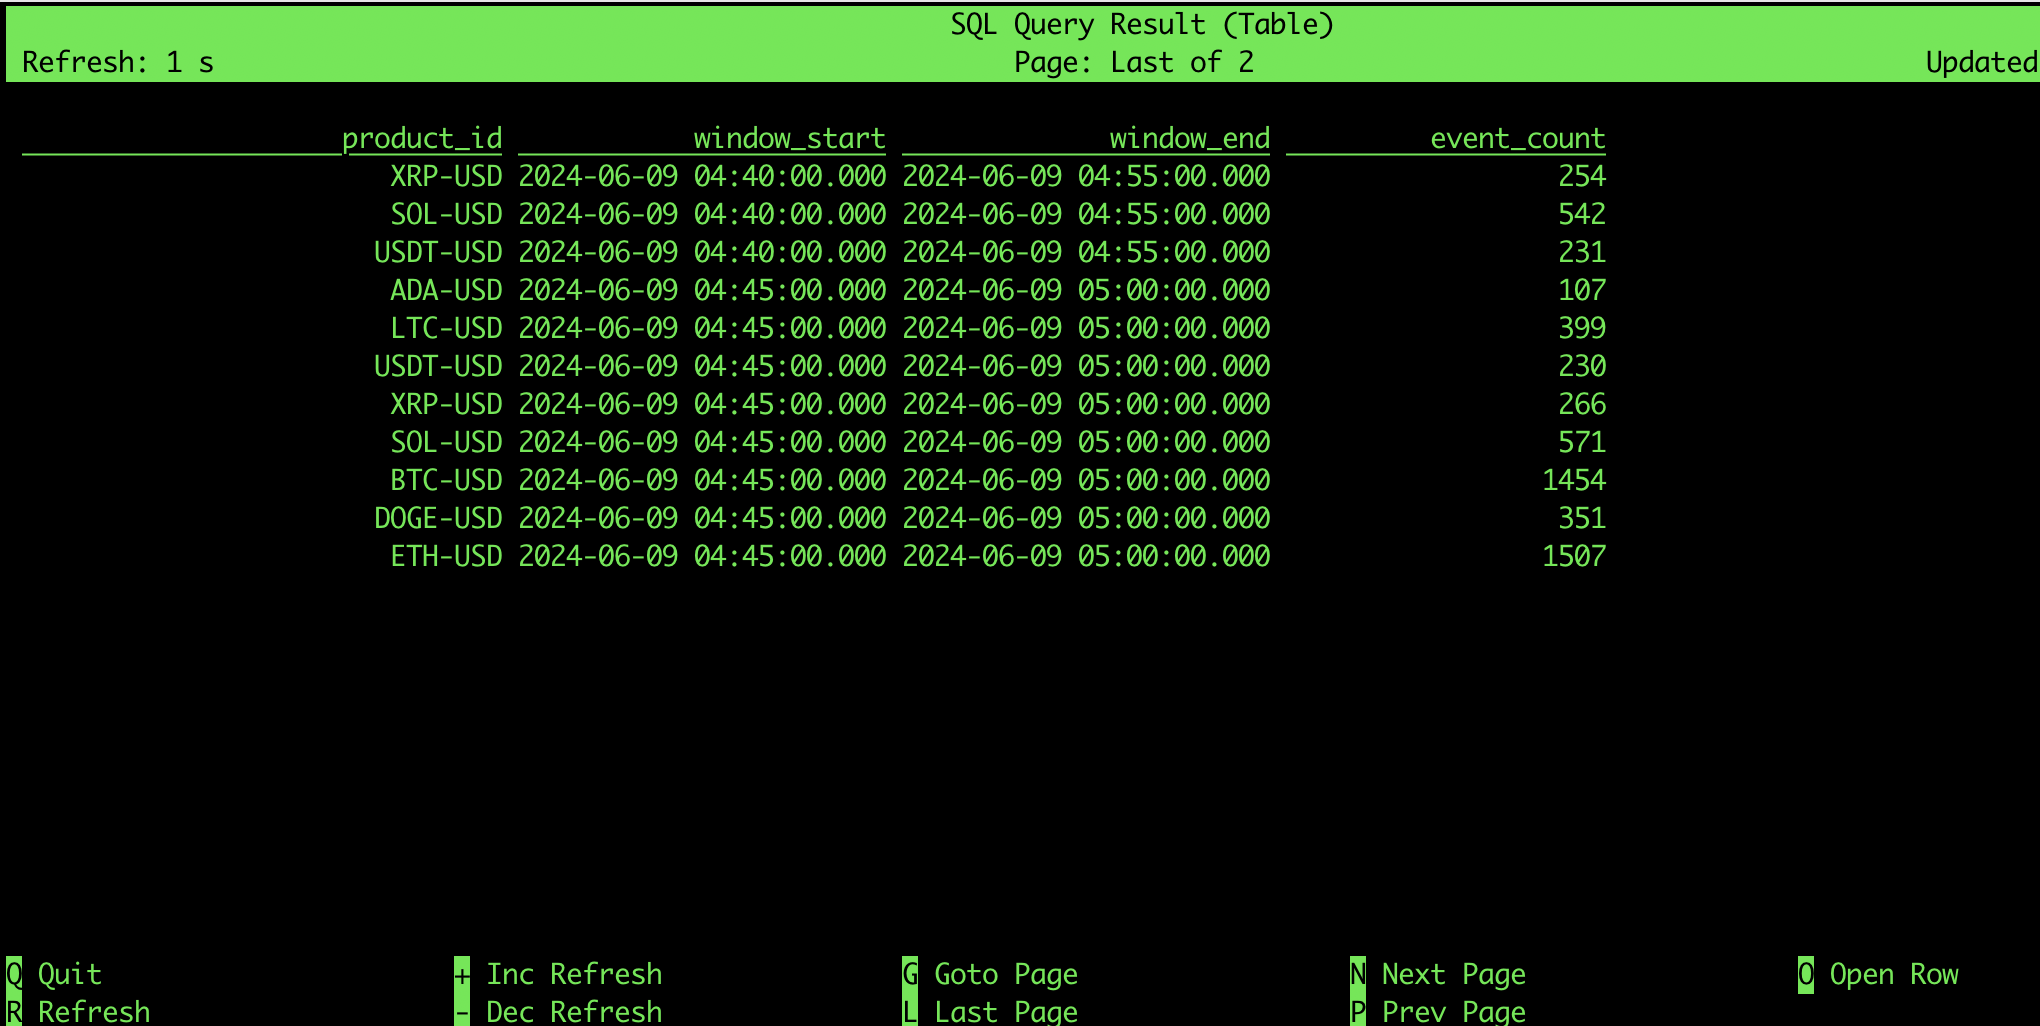 SQL Query Result (Table)
Refresh: 1 s Page: Last of 2 Updated
product_id window_start window_end event_count
XRP-USD 2024-06-09 04:40:00.000 2024-06-09 04:55:00.000 254
SOL-USD 2024-06-09 04:40:00.000 2024-06-09 04:55:00.000 542
USDT-USD 2024-06-09 04:40:00.000 2024-06-09 04:55:00.000 231
ADA-USD 2024-06-09 04:45:00.000 2024-06-09 05:00:00.000 107
LTC-USD 2024-06-09 04:45:00.000 2024-06-09 05:00:00.000 399
USDT-USD 2024-06-09 04:45:00.000 2024-06-09 05:00:00.000 230
XRP-USD 2024-06-09 04:45:00.000 2024-06-09 05:00:00.000 266
SOL-USD 2024-06-09 04:45:00.000 2024-06-09 05:00:00.000 571
BTC-USD 2024-06-09 04:45:00.000 2024-06-09 05:00:00.000 1454
DOGE-USD 2024-06-09 04:45:00.000 2024-06-09 05:00:00.000 351
ETH-USD 2024-06-09 04:45:00.000 2024-06-09 05:00:00.000 1507
Q Quit + Inc Refresh G Goto Page N Next Page O Open Row
R Refresh - Dec Refresh L Last Page P Prev Page